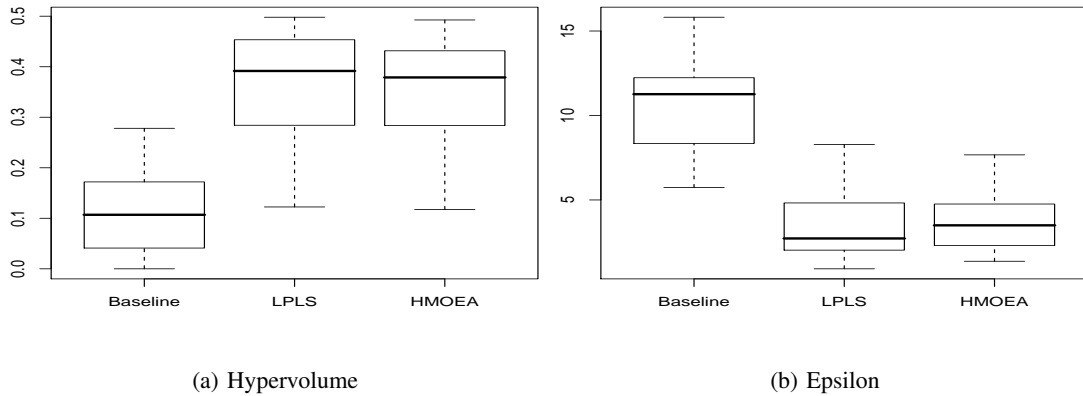 0.0 0.1 0.2 0.3 0.4 0.5
Baseline LPLS HMOEA
(a) Hypervolume
5 10 15
Baseline LPLS HMOEA
(b) Epsilon